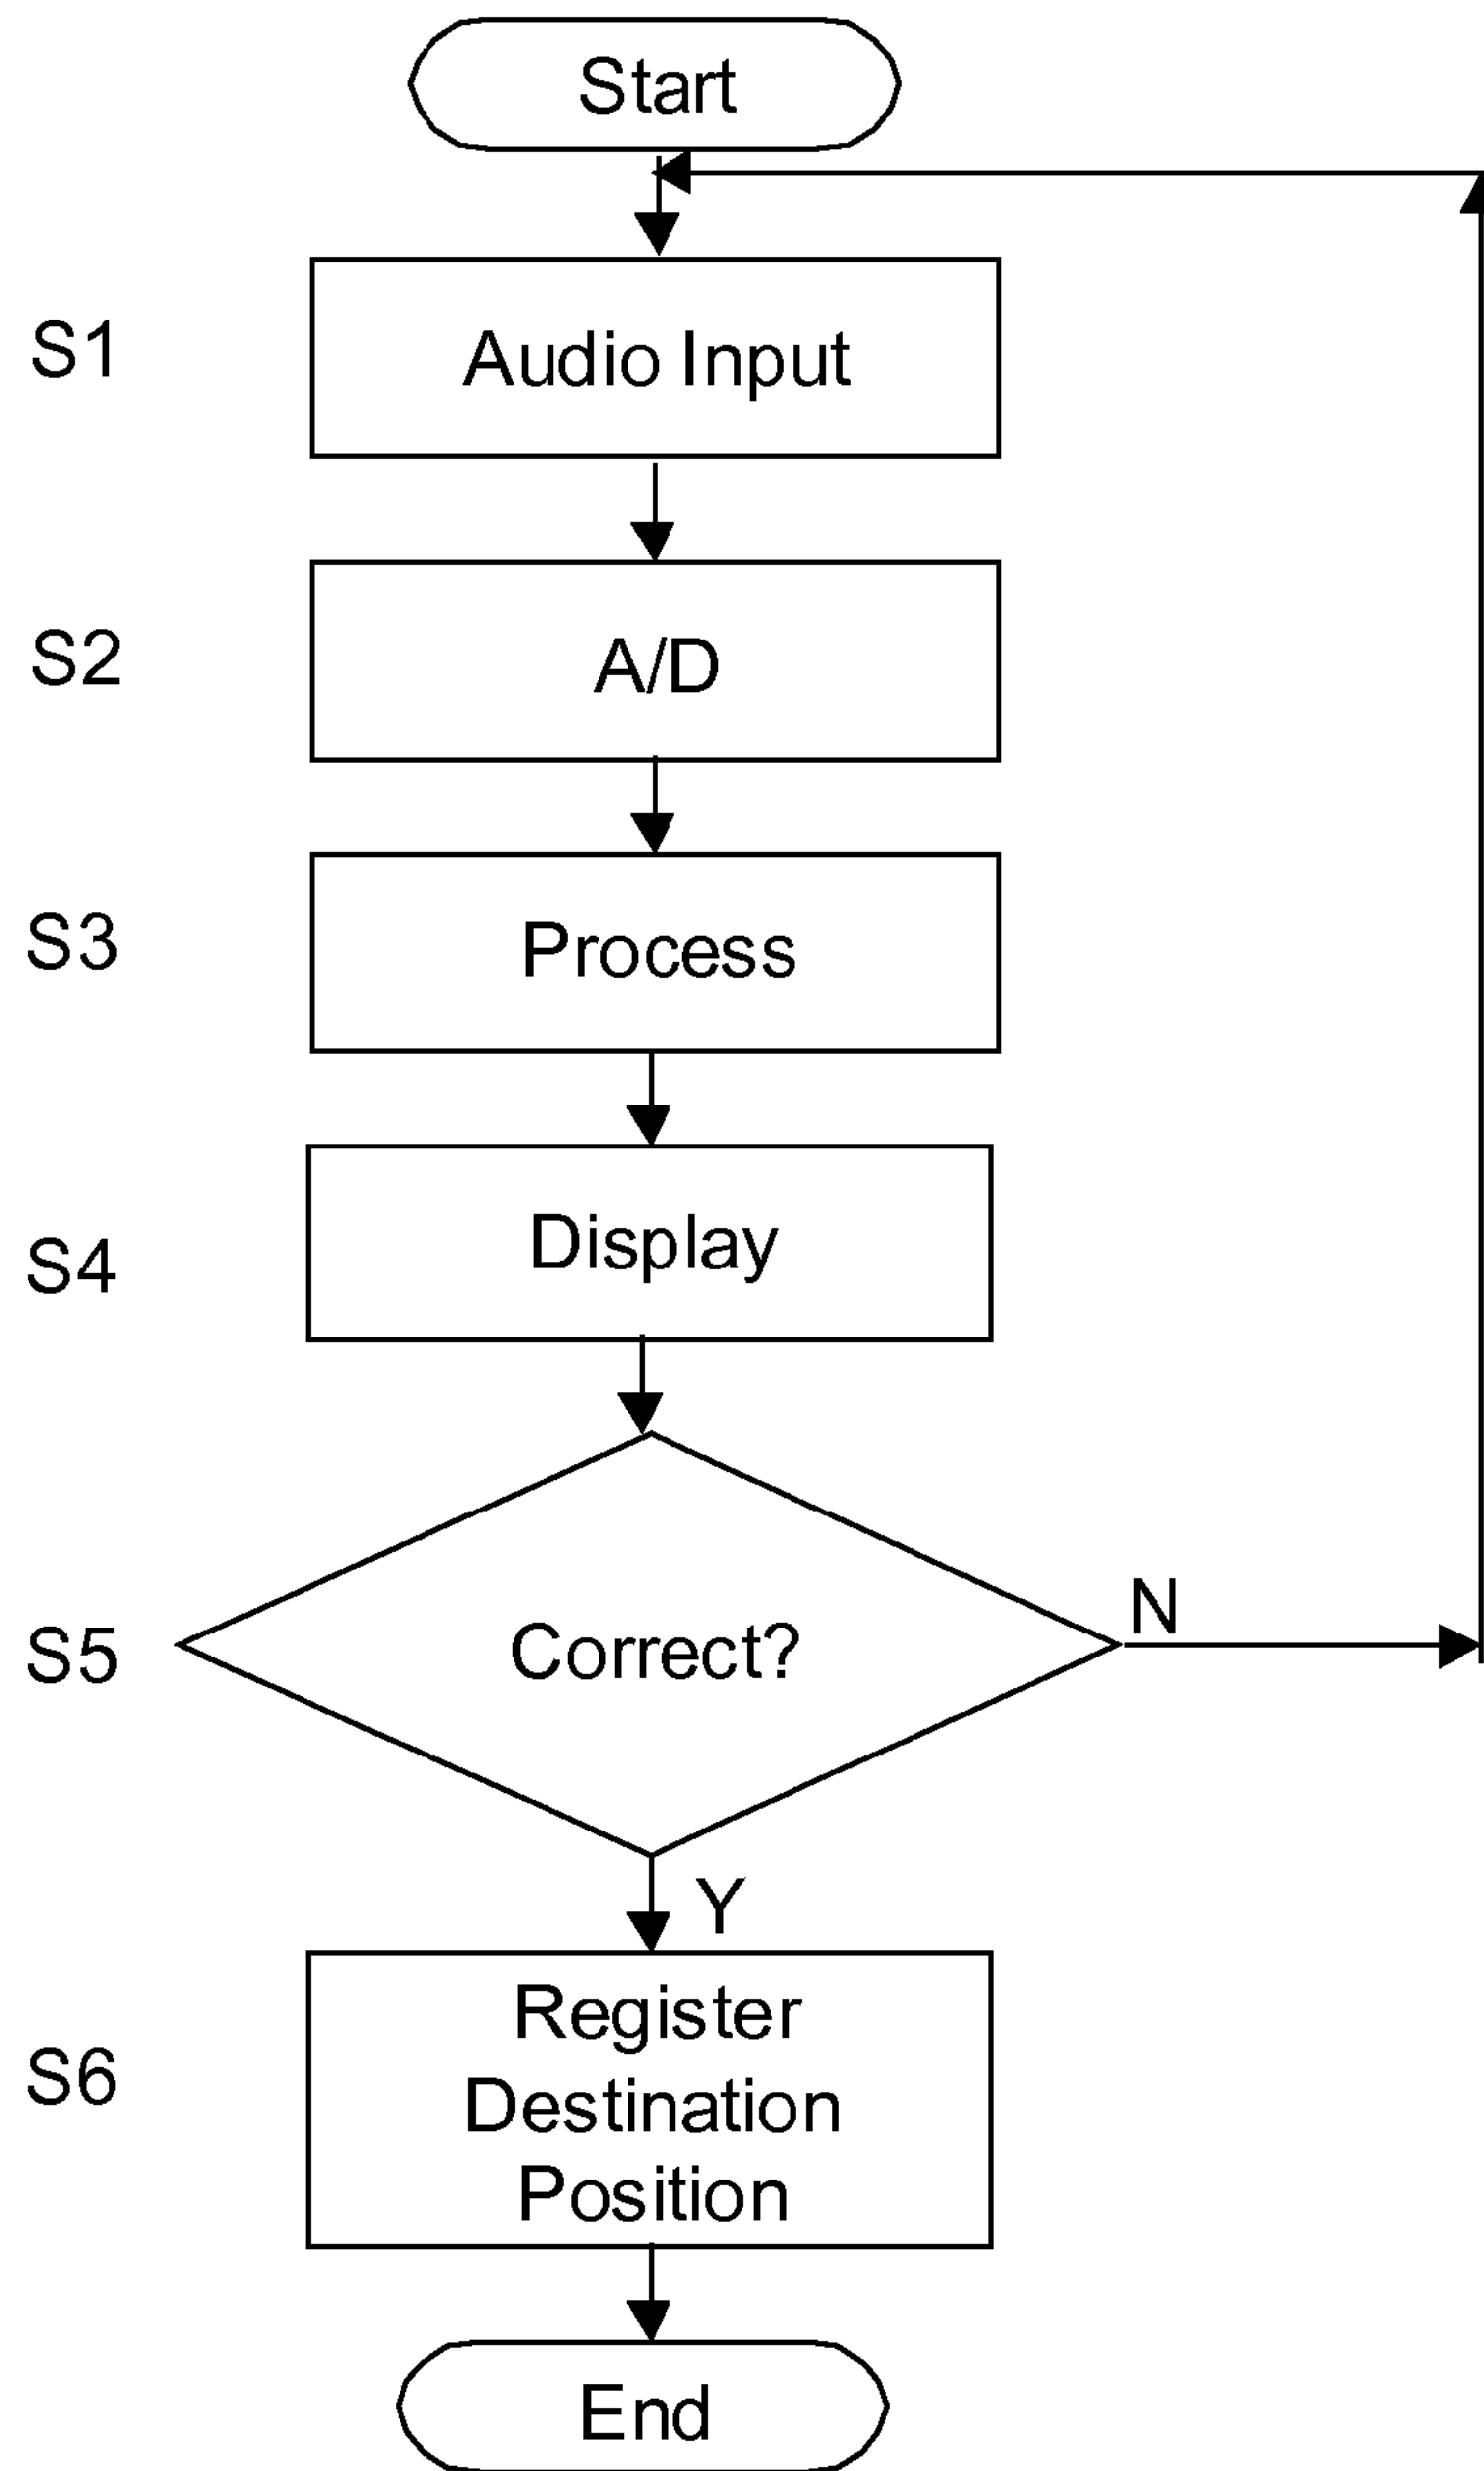 Start
S1
Audio Input
S2
A/D
S3
Process
S4
Display
S5
Correct?
N
Y
S6
Register
Destination
Position
End